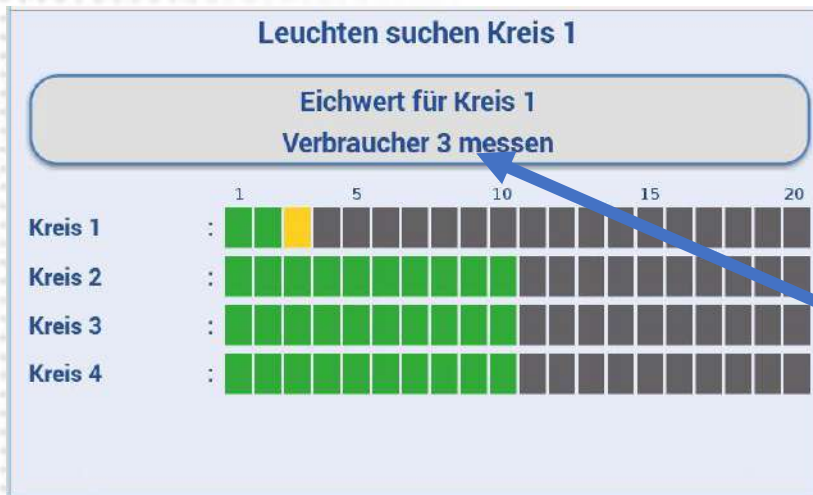 Leuchten suchen Kreis 1
Eichwert für Kreis 1
Verbraucher 3 messen
1 5 10 15 20
Kreis 1 :
Kreis 2 :
Kreis 3 :
Kreis 4 :